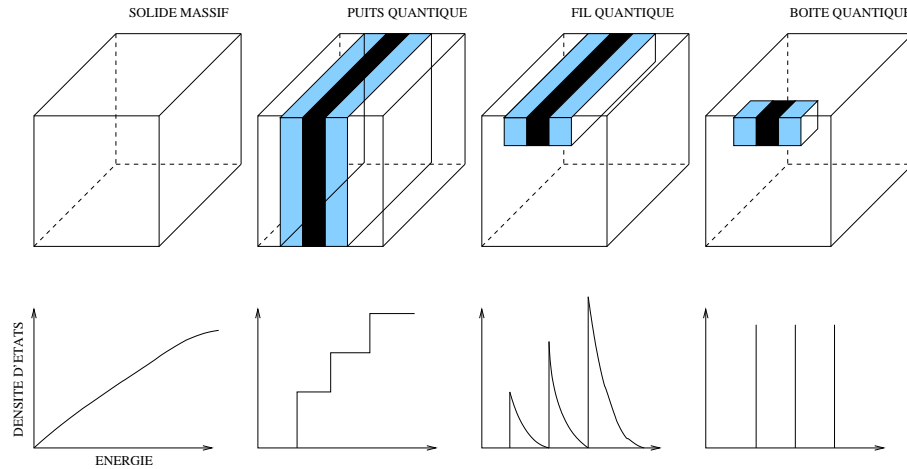 SOLIDE MASSIF
PUITS QUANTIQUE
FIL QUANTIQUE
BOITE QUANTIQUE
DENSITE D'ETATS
ENERGIE